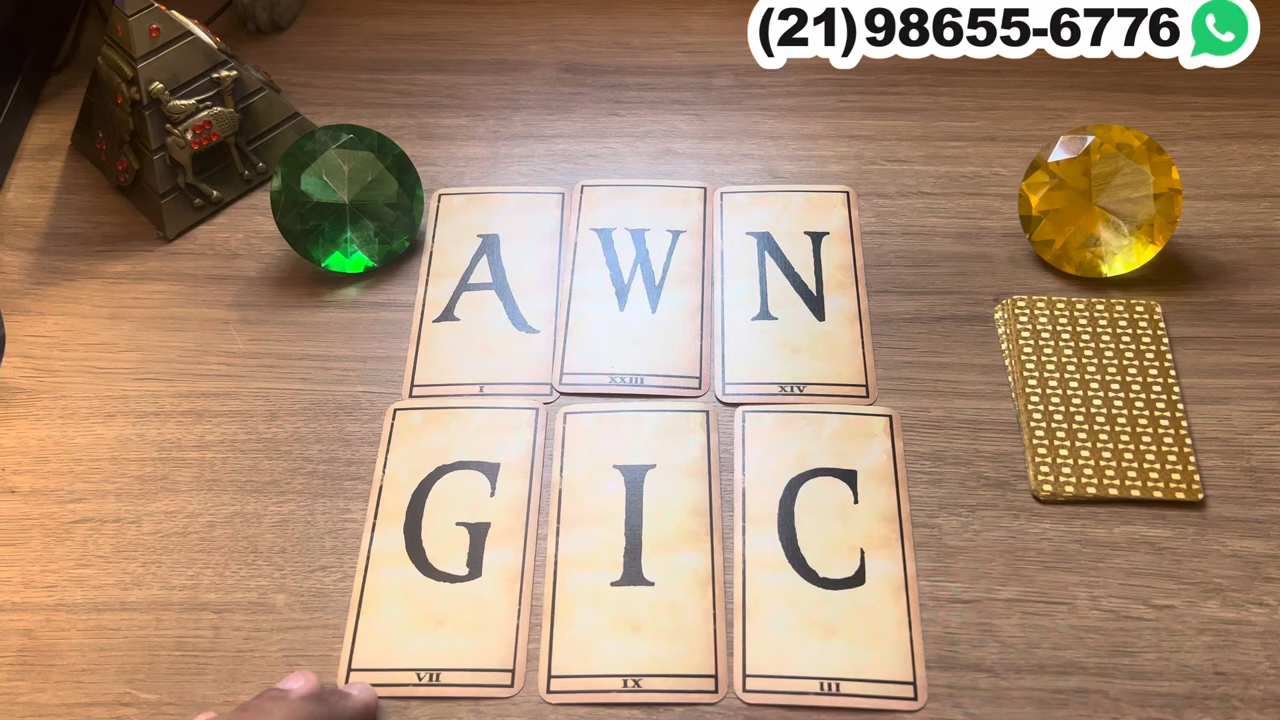 (21)98655-6776
A W N
I XXIII XIV
G I C
VII IX III